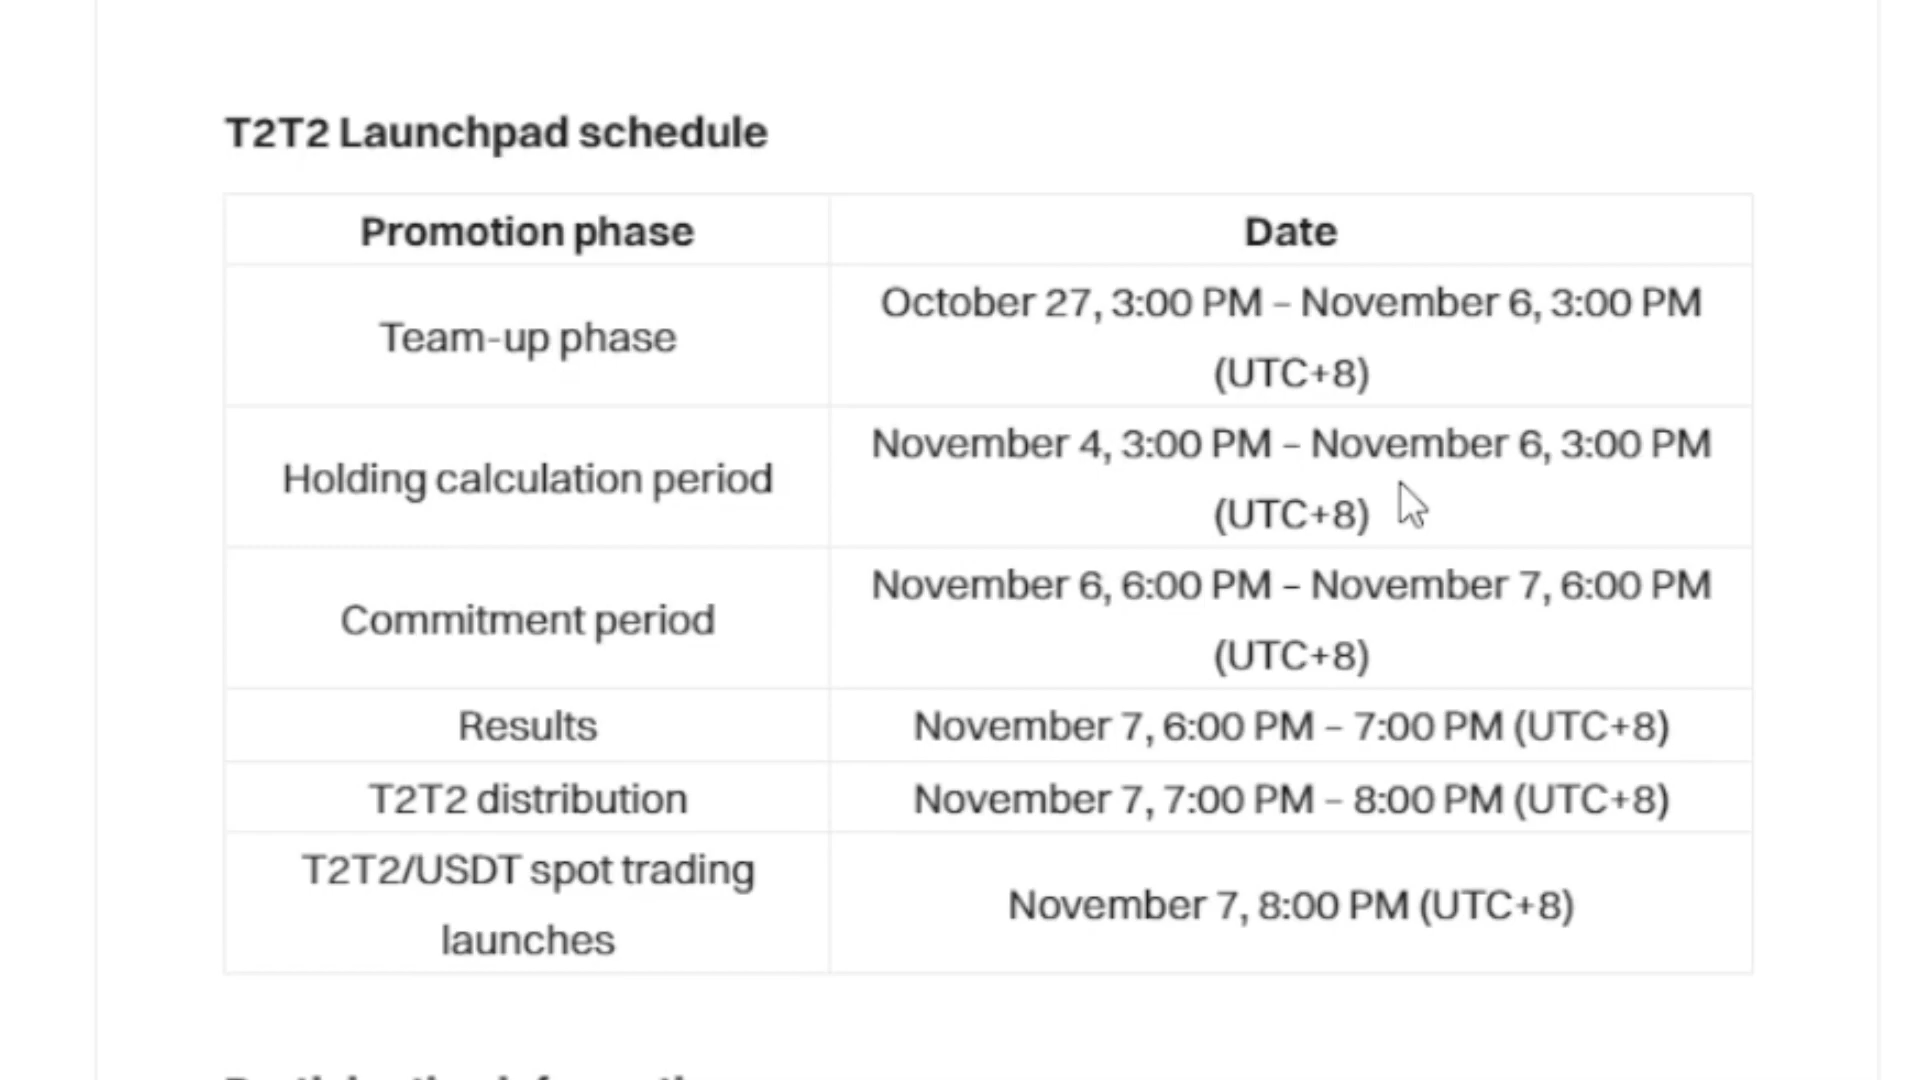 T2T2 Launchpad schedule
Promotion phase
Date
Team-up phase
October 27, 3:00 PM – November 6, 3:00 PM
(UTC+8)
Holding calculation period
November 4, 3:00 PM – November 6, 3:00 PM
(UTC+8)
Commitment period
November 6, 6:00 PM – November 7, 6:00 PM
(UTC+8)
Results
November 7, 6:00 PM – 7:00 PM (UTC+8)
T2T2 distribution
November 7, 7:00 PM – 8:00 PM (UTC+8)
T2T2/USDT spot trading
launches
November 7, 8:00 PM (UTC+8)